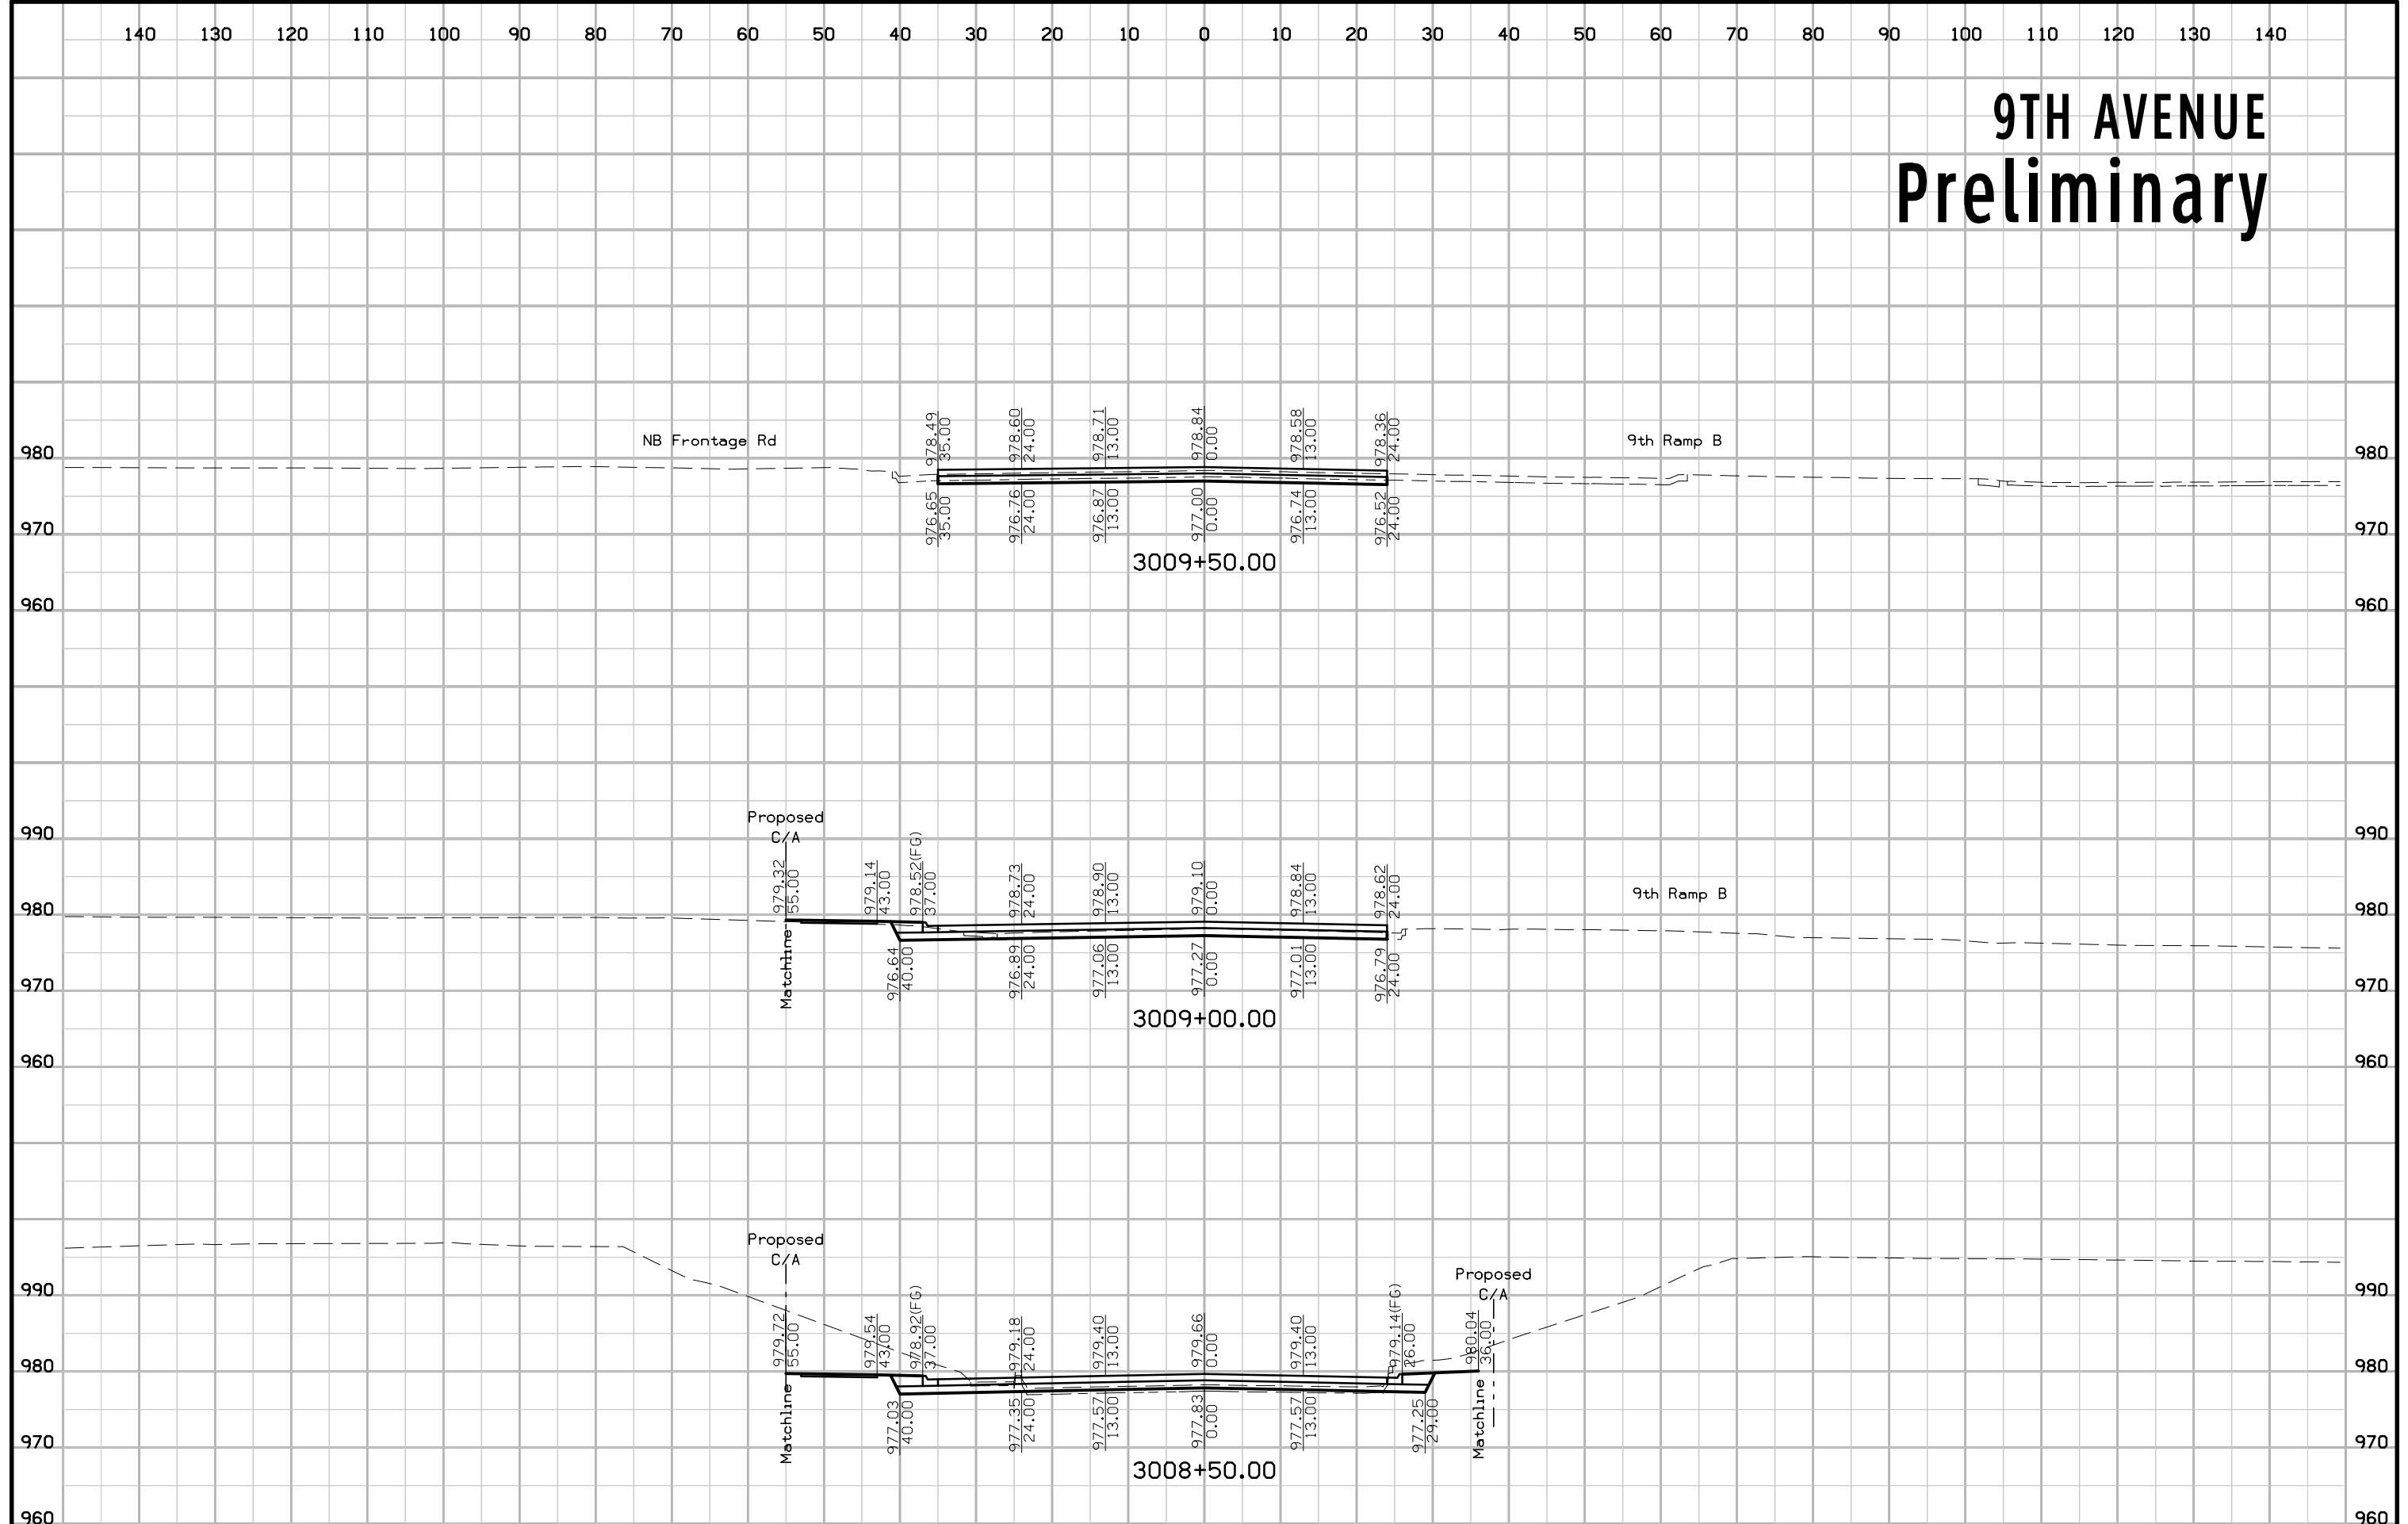 140 130 120 110 100 90 80 70 60 50 40 30 20 10 0 10 20 30 40 50 60 70 80 90 100 110 120 130 140
9TH AVENUE
Preliminary
978.49 35.00 978.60 24.00 978.71 13.00 978.84 0.00 978.58 13.00 978.36 24.00
NB Frontage Rd 9th Ramp B
980 980
976.65 35.00 976.76 24.00 976.87 13.00 977.00 0.00 976.74 13.00 976.52 24.00
970 970
3009+50.00
960 960
Proposed
C/A
990 990
979.32 55.00 979.14 43.00 978.52(FG) 37.00 978.73 24.00 978.90 13.00 979.10 0.00 978.84 13.00 978.62 24.00
9th Ramp B
980 980
Matchline 976.64 40.00 976.89 24.00 977.06 13.00 977.27 0.00 977.01 13.00 976.79 24.00
970 970
3009+00.00
960 960
Proposed
C/A
Proposed
C/A
990 990
979.72 55.00 979.54 43.00 978.92(FG) 37.00 979.18 24.00 979.40 13.00 979.66 0.00 979.40 13.00 979.14(FG) 26.00 980.04 36.00
980 980
Matchline 977.03 40.00 977.35 24.00 977.57 13.00 977.83 0.00 977.57 13.00 977.25 29.00 Matchline
970 970
3008+50.00
960 960